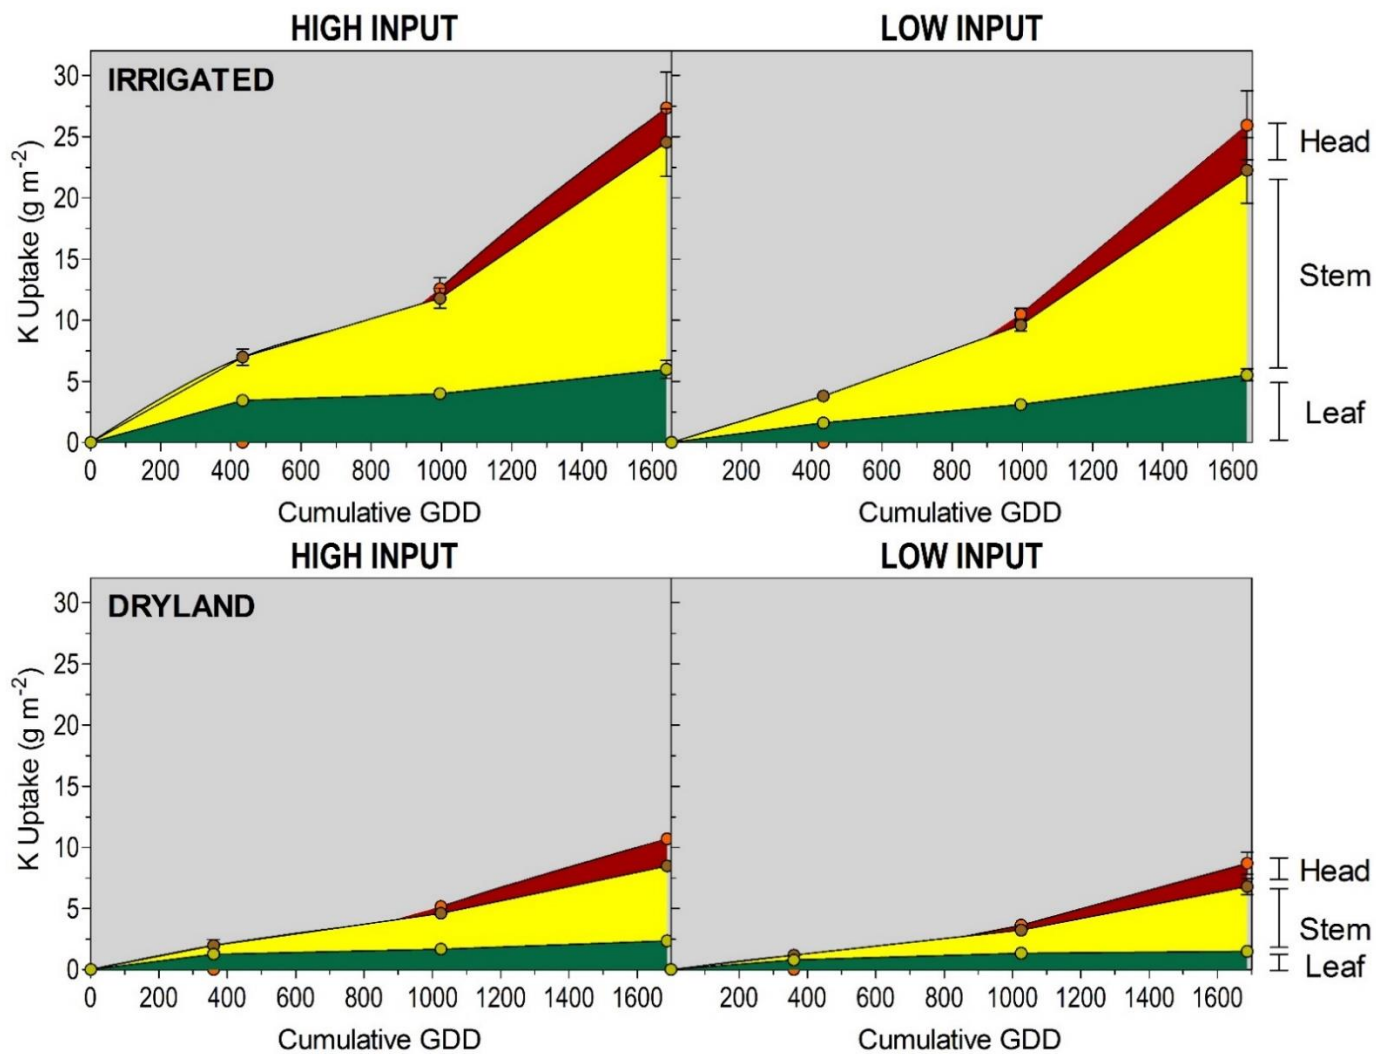 HIGH INPUT LOW INPUT
IRRIGATED
30
25
20
15
10
5
0
K Uptake (g m⁻²)
Head
Stem
Leaf
0 200 400 600 800 1000 1200 1400 1600 200 400 600 800 1000 1200 1400 1600
Cumulative GDD Cumulative GDD
HIGH INPUT LOW INPUT
DRYLAND
30
25
20
15
10
5
0
K Uptake (g m⁻²)
Head
Stem
Leaf
0 200 400 600 800 1000 1200 1400 1600 200 400 600 800 1000 1200 1400 1600
Cumulative GDD Cumulative GDD